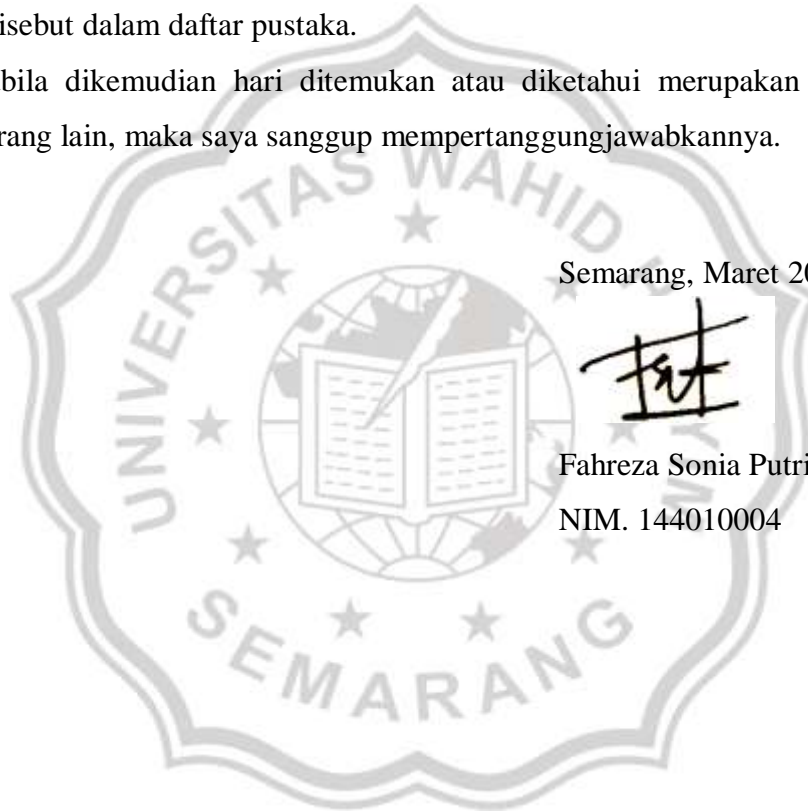 isebut dalam daftar pustaka.
bila dikemudian hari ditemukan atau diketahui merupakan
rang lain, maka saya sanggup mempertanggungjawabkannya.
Semarang, Maret 20
Fahreza Sonia Putri
NIM. 144010004
UNIVERSITAS WAHID H YIM
SEMARANG